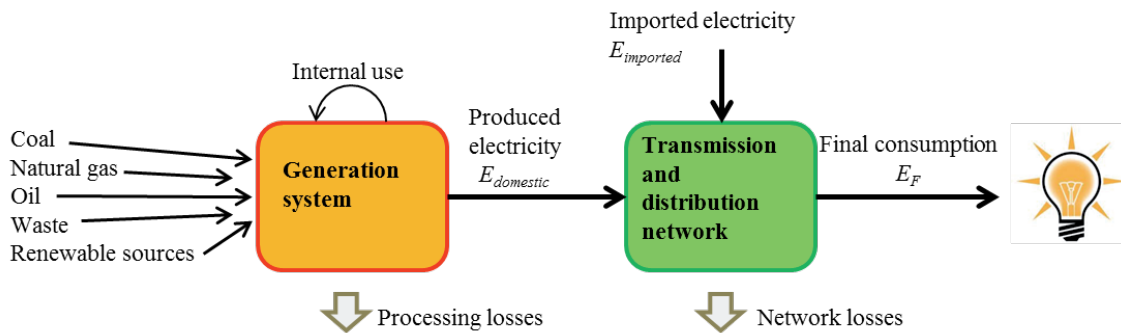 Imported electricity
E_imported
Internal use
Coal
Natural gas
Oil
Waste
Renewable sources
Generation
system
Produced
electricity
E_domestic
Transmission
and
distribution
network
Final consumption
E_F
Processing losses
Network losses